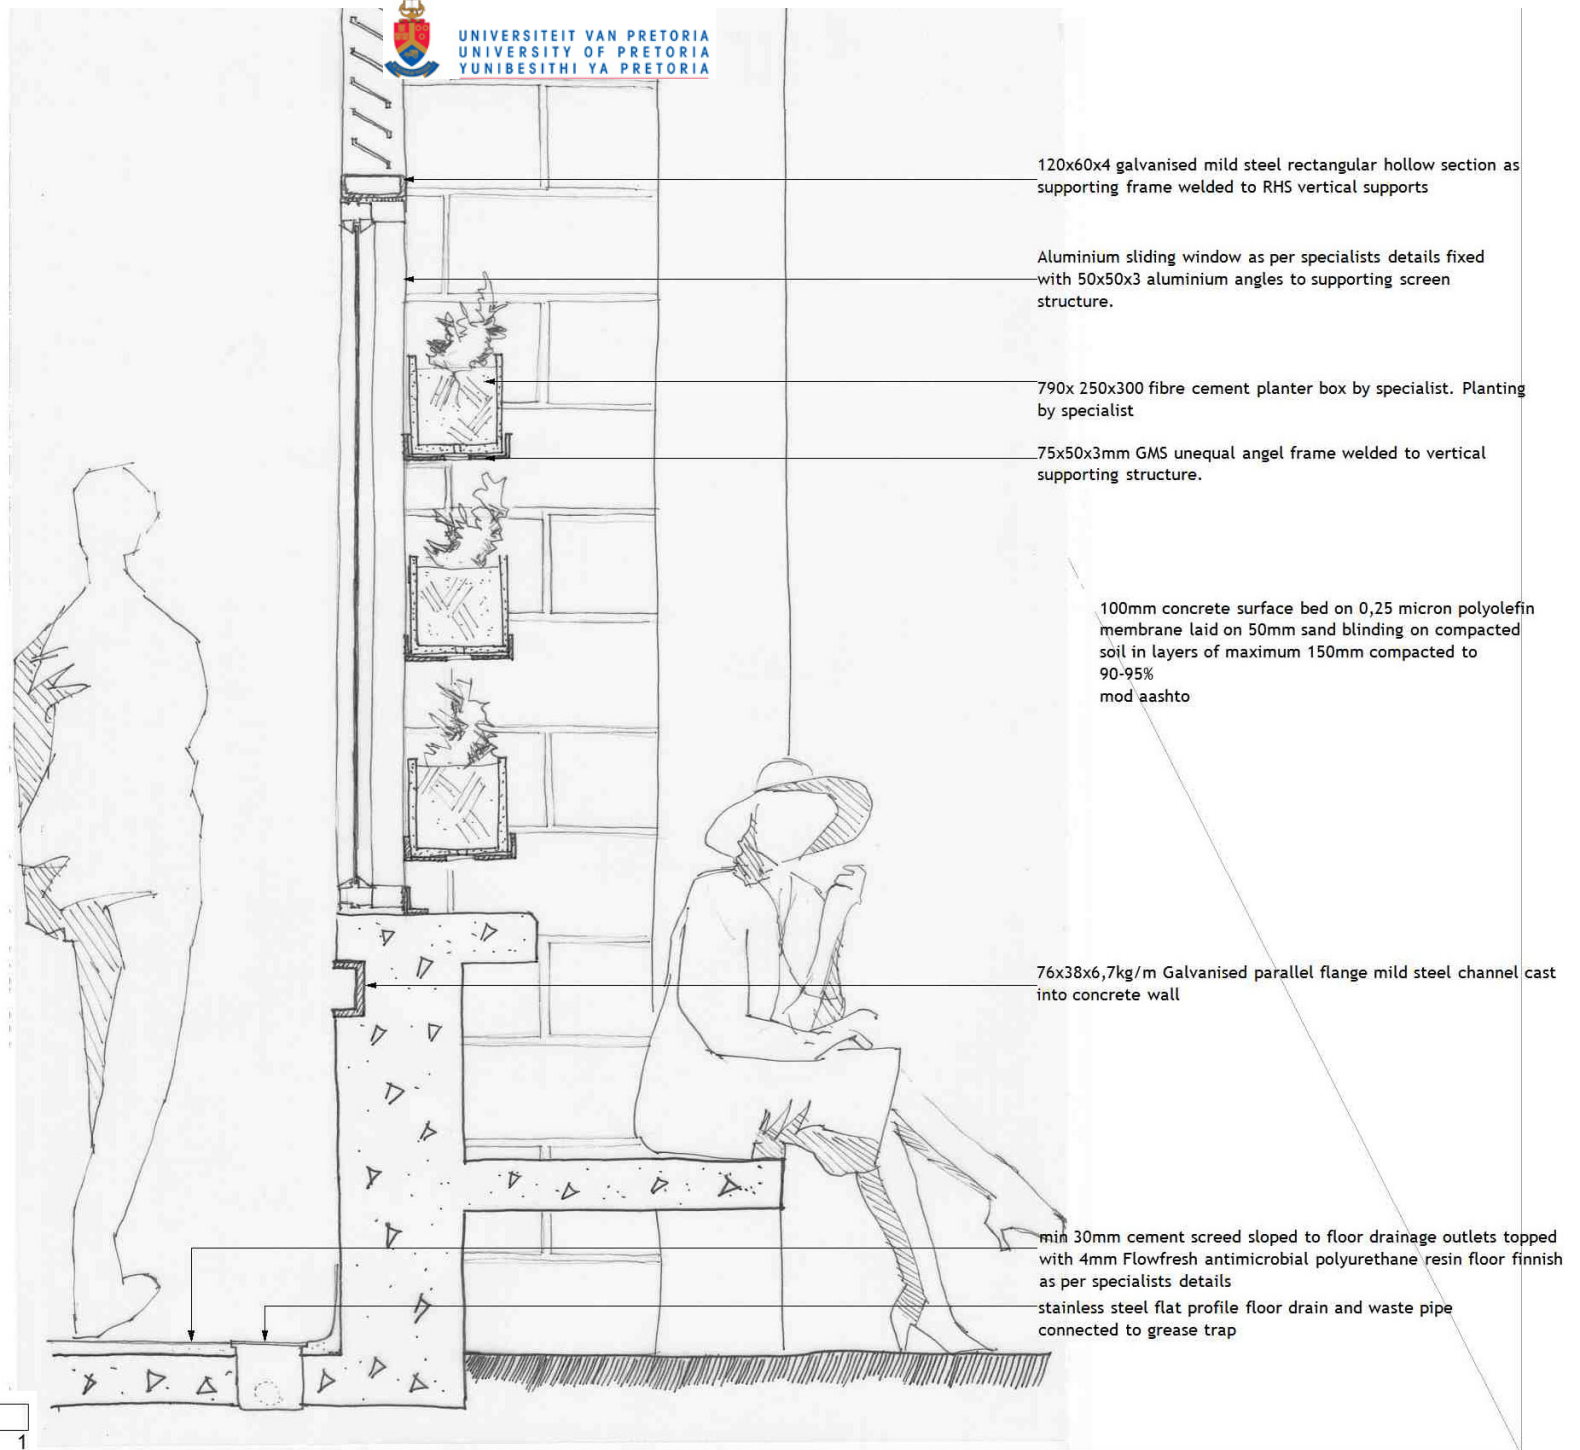 UNIVERSITEIT VAN PRETORIA
UNIVERSITY OF PRETORIA
YUNIBESITHI YA PRETORIA
120x60x4 galvanised mild steel rectangular hollow section as
supporting frame welded to RHS vertical supports
Aluminium sliding window as per specialists details fixed
with 50x50x3 aluminium angles to supporting screen
structure.
790x 250x300 fibre cement planter box by specialist. Planting
by specialist
75x50x3mm GMS unequal angel frame welded to vertical
supporting structure.
100mm concrete surface bed on 0,25 micron polyolefin
membrane laid on 50mm sand blinding on compacted
soil in layers of maximum 150mm compacted to
90-95%
mod aashto
76x38x6,7kg/m Galvanised parallel flange mild steel channel cast
into concrete wall
min 30mm cement screed sloped to floor drainage outlets topped
with 4mm Flowfresh antimicrobial polyurethane resin floor finnish
as per specialists details
stainless steel flat profile floor drain and waste pipe
connected to grease trap
1